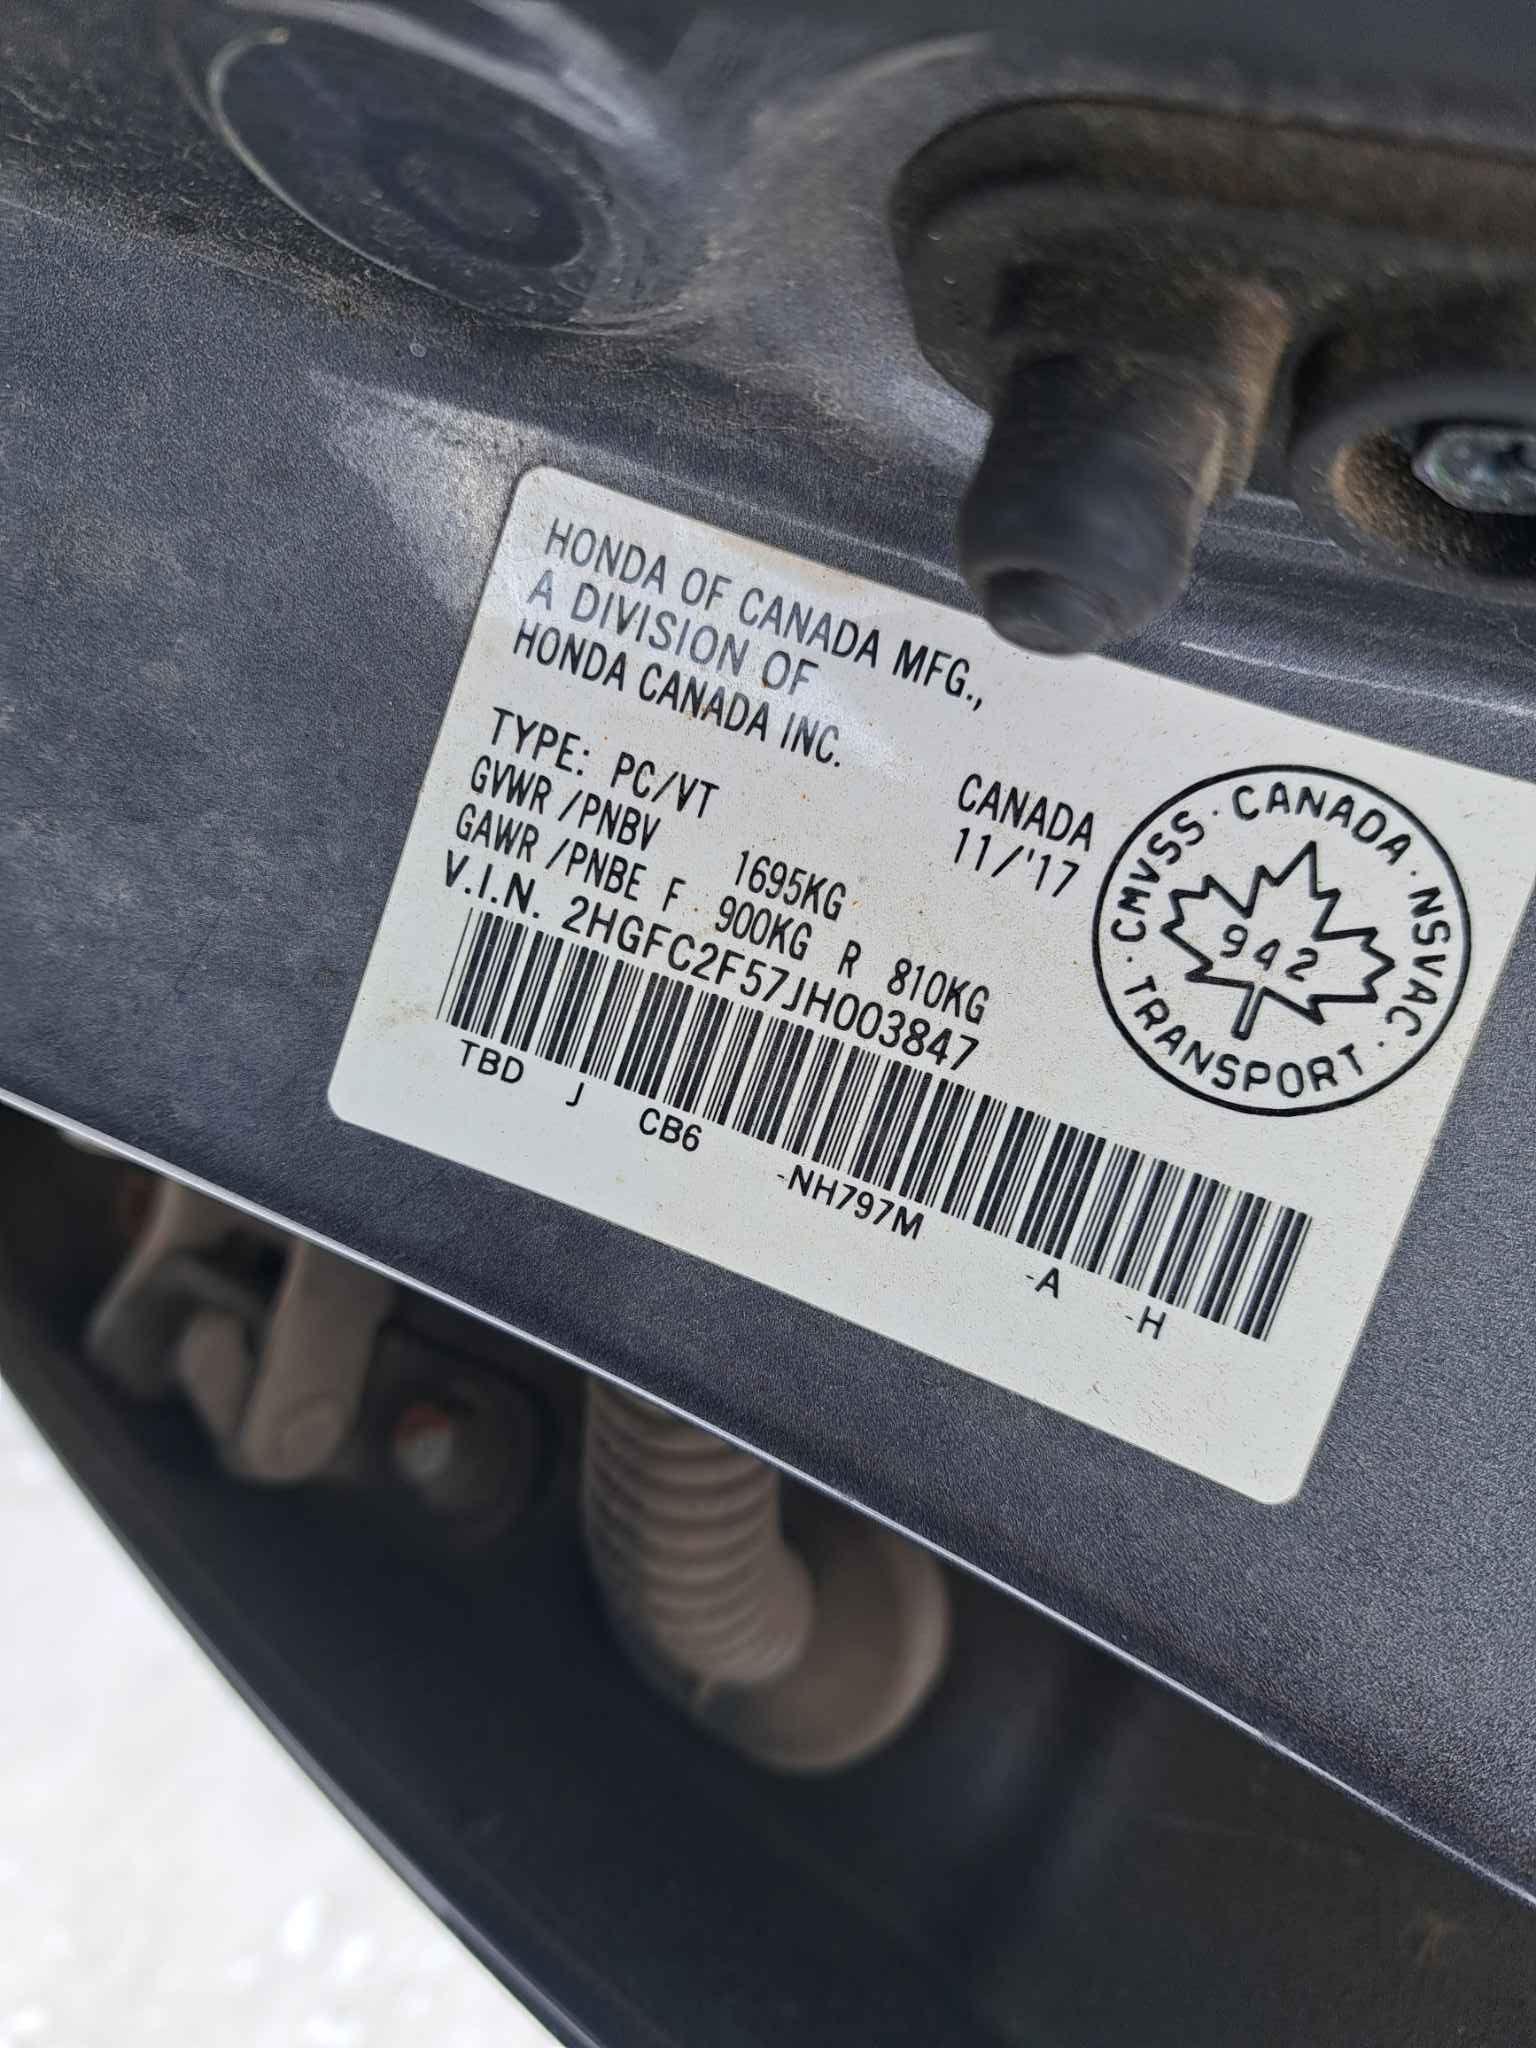 HONDA OF CANADA MFG.,
A DIVISION OF
HONDA CANADA INC.
CANADA
11/'17
TYPE: PC/VT
GVWR /PNBV 1695KG
GAWR /PNBE F 900KG R 810KG
V.I.N. 2HGFC2F57JH003847
TBD J CB6 -NH797M -A -H
CMVSS · CANADA · NSVAC · TRANSPORT ·
942